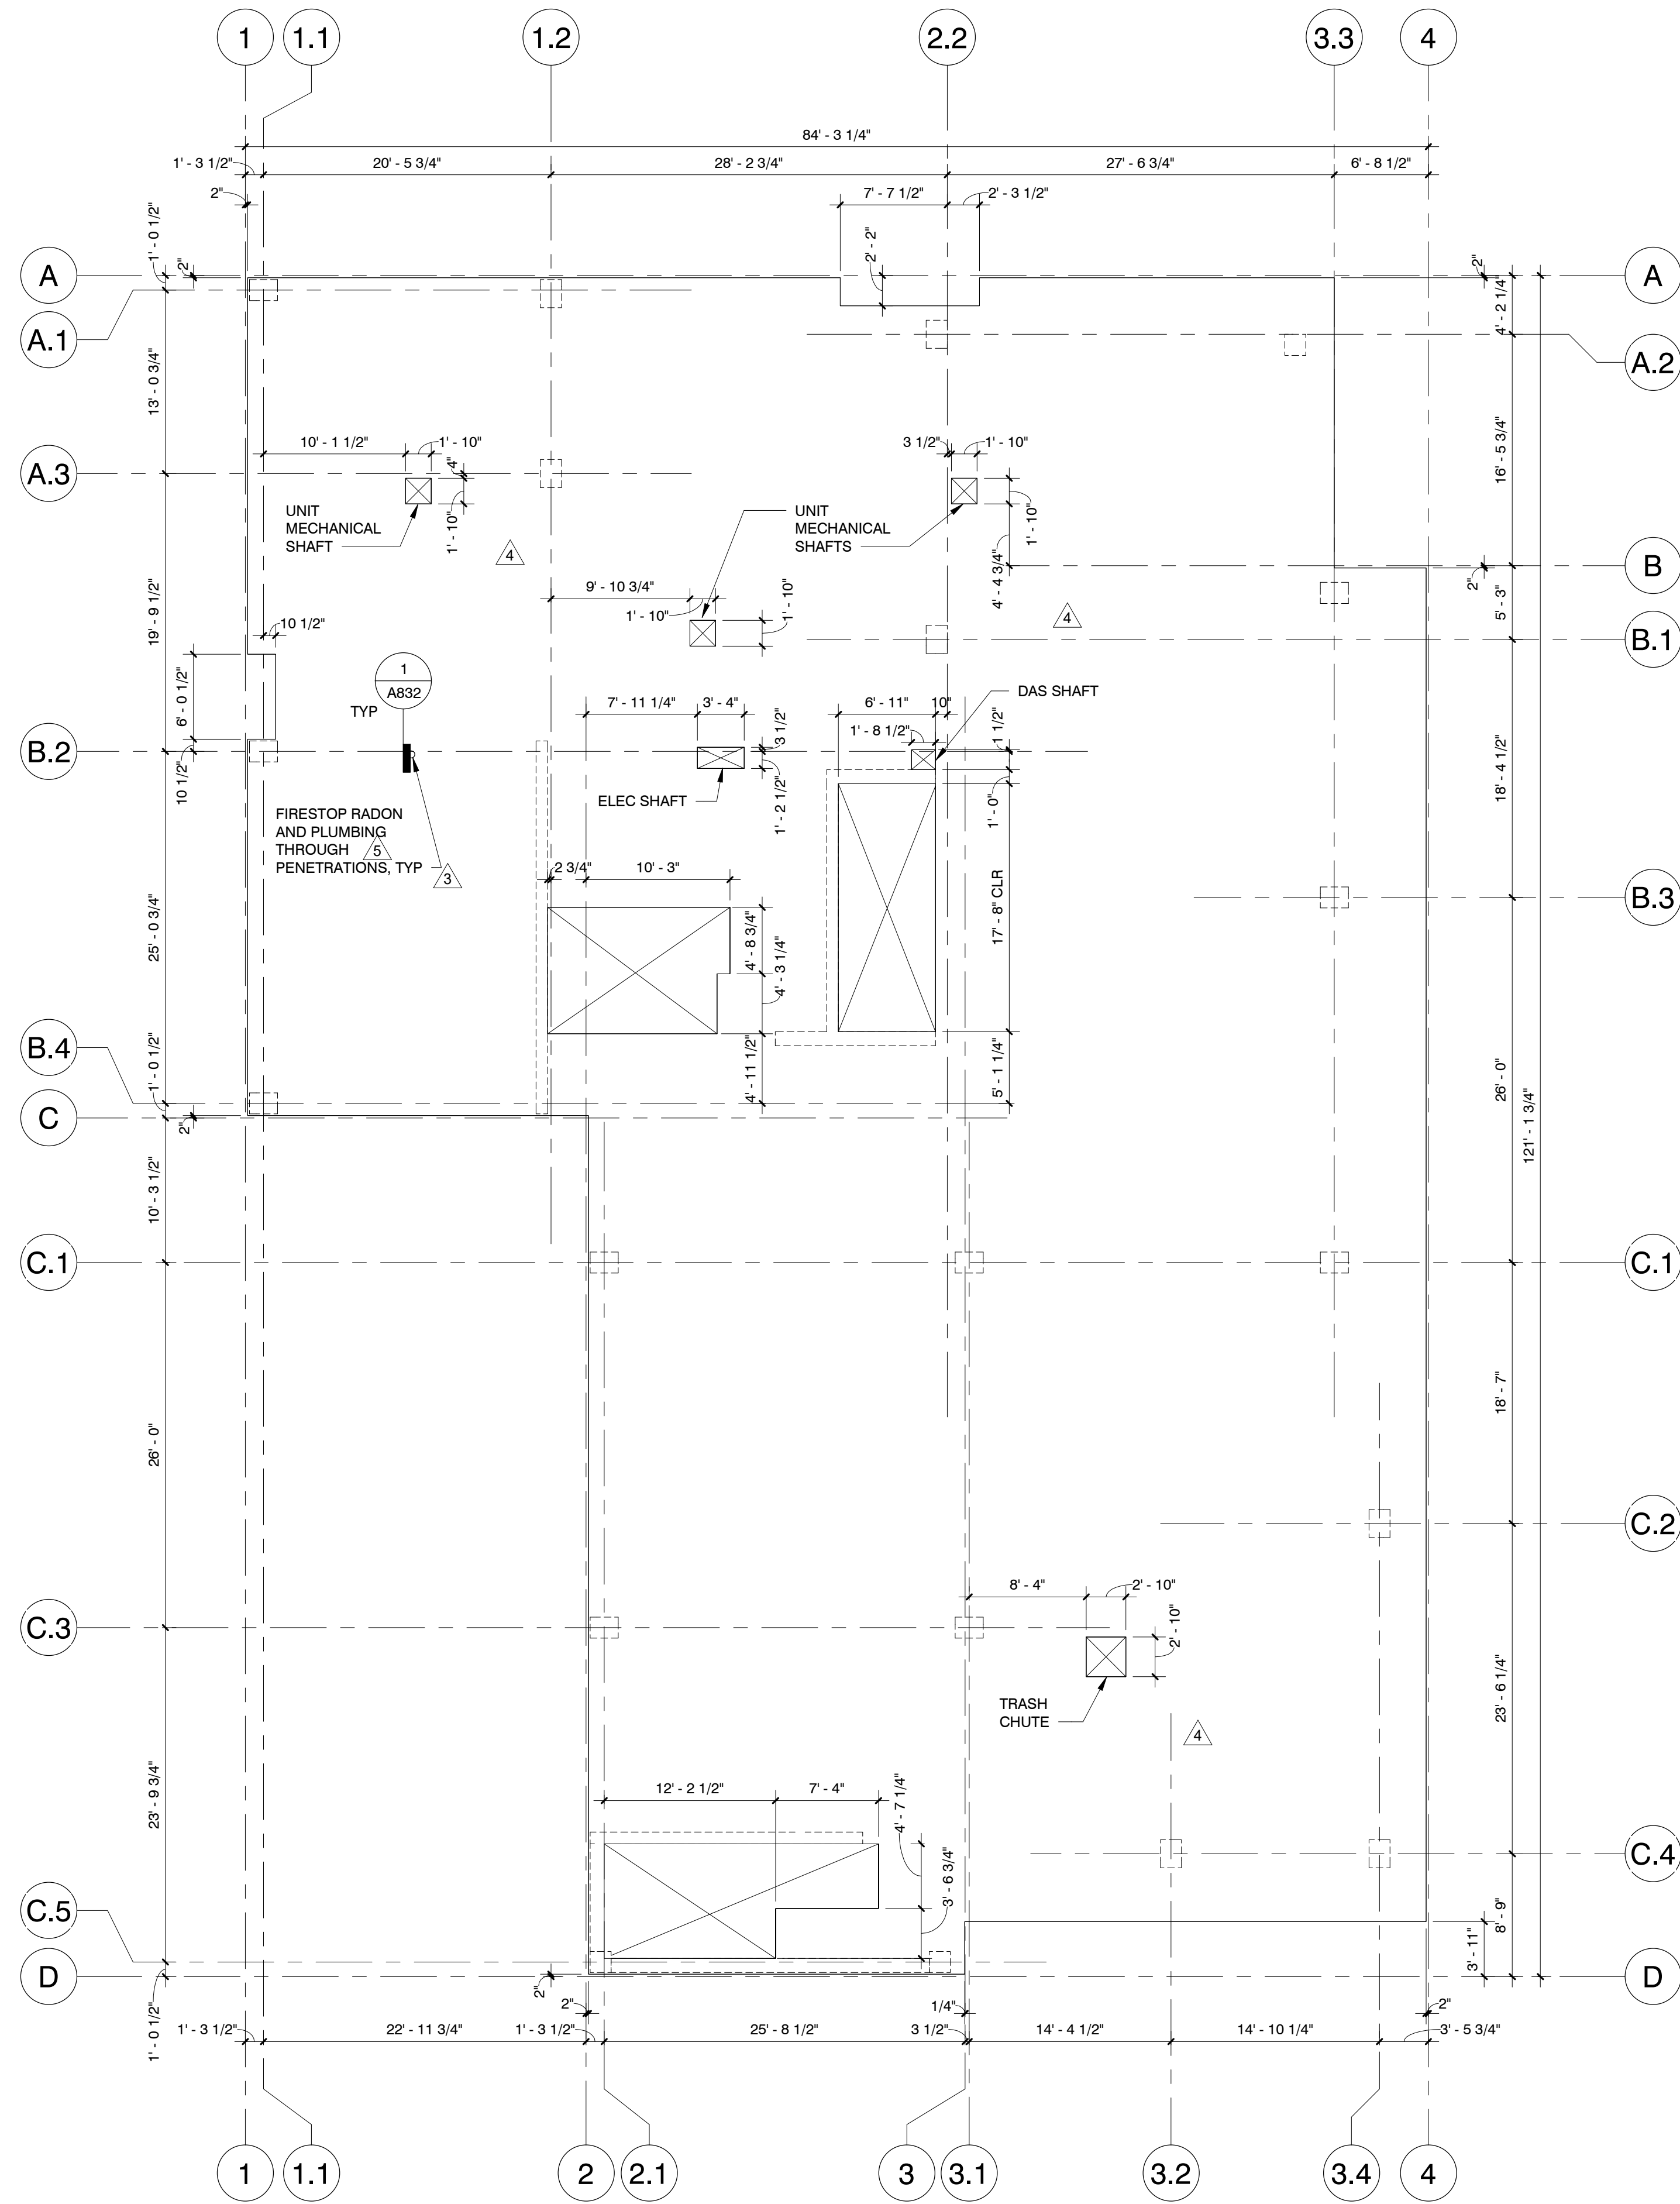 1
1.1
1.2
2.2
3.3
4
84' - 3 1/4"
1' - 3 1/2"
20' - 5 3/4"
28' - 2 3/4"
27' - 6 3/4"
6' - 8 1/2"
2"
7' - 7 1/2"
2' - 3 1/2"
1' - 0 1/2"
2"
2' - 2"
2"
A
A
4' - 2 1/4"
A.1
A.2
13' - 0 3/4"
16' - 5 3/4"
10' - 1 1/2"
1' - 10"
4"
3 1/2"
1' - 10"
A.3
1' - 10"
1' - 10"
UNIT
MECHANICAL
SHAFT
UNIT
MECHANICAL
SHAFTS
4
4' - 4 3/4"
B
2"
5' - 3"
19' - 9 1/2"
9' - 10 3/4"
1' - 10"
1' - 10"
4
10 1/2"
B.1
1
A832
TYP
6' - 0 1/2"
DAS SHAFT
7' - 11 1/4"
3' - 4"
6' - 11"
10"
3 1/2"
1' - 8 1/2"
1 1/2"
B.2
10 1/2"
1' - 2 1/2"
ELEC SHAFT
1' - 0"
18' - 4 1/2"
FIRESTOP RADON
AND PLUMBING
THROUGH
PENETRATIONS, TYP
5
3
2 3/4"
10' - 3"
17' - 8" CLR
B.3
25' - 0 3/4"
4' - 8 3/4"
4' - 3 1/4"
B.4
1' - 0 1/2"
4' - 11 1/2"
5' - 1 1/4"
26' - 0"
C
2"
121' - 1 3/4"
10' - 3 1/2"
C.1
C.1
18' - 7"
26' - 0"
C.2
8' - 4"
2' - 10"
2' - 10"
C.3
TRASH
CHUTE
4
23' - 6 1/4"
12' - 2 1/2"
7' - 4"
4' - 7 1/4"
23' - 9 3/4"
3' - 6 3/4"
C.4
C.5
8' - 9"
3' - 11"
D
D
2"
2"
1/4"
2"
1' - 0 1/2"
1' - 3 1/2"
22' - 11 3/4"
1' - 3 1/2"
25' - 8 1/2"
3 1/2"
14' - 4 1/2"
14' - 10 1/4"
3' - 5 3/4"
1
1.1
2
2.1
3
3.1
3.2
3.4
4